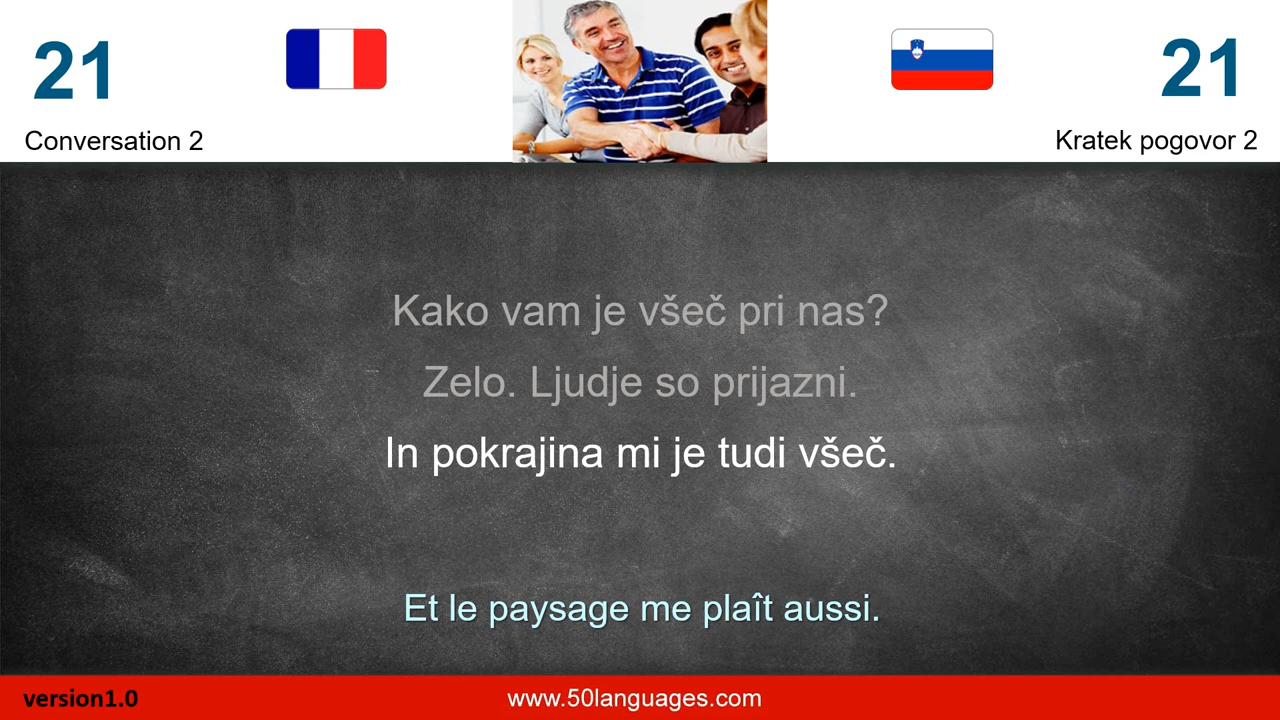 21
21
Conversation 2
Kratek pogovor 2
Kako vam je všeč pri nas?
Zelo. Ljudje so prijazni.
In pokrajina mi je tudi všeč.
Et le paysage me plaît aussi.
version1.0
www.50languages.com